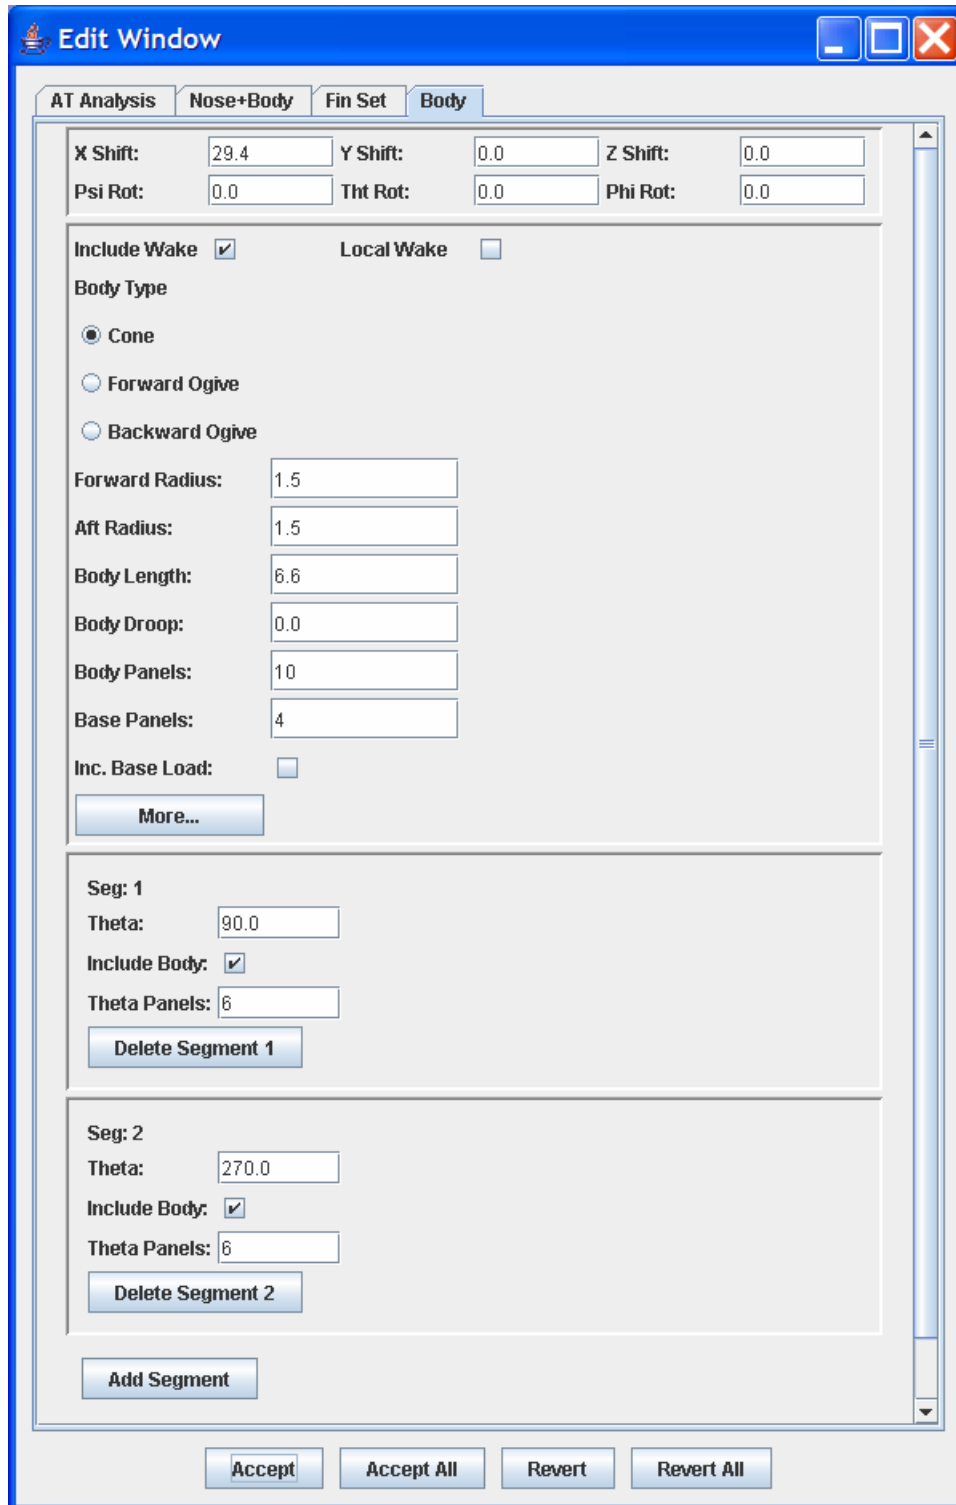 Edit Window
AT Analysis Nose+Body Fin Set Body
X Shift: 29.4 Y Shift: 0.0 Z Shift: 0.0
Psi Rot: 0.0 Tht Rot: 0.0 Phi Rot: 0.0
Include Wake Local Wake
Body Type
Cone
Forward Ogive
Backward Ogive
Forward Radius: 1.5
Aft Radius: 1.5
Body Length: 6.6
Body Droop: 0.0
Body Panels: 10
Base Panels: 4
Inc. Base Load:
More...
Seg: 1
Theta: 90.0
Include Body:
Theta Panels: 6
Delete Segment 1
Seg: 2
Theta: 270.0
Include Body:
Theta Panels: 6
Delete Segment 2
Add Segment
Accept Accept All Revert Revert All